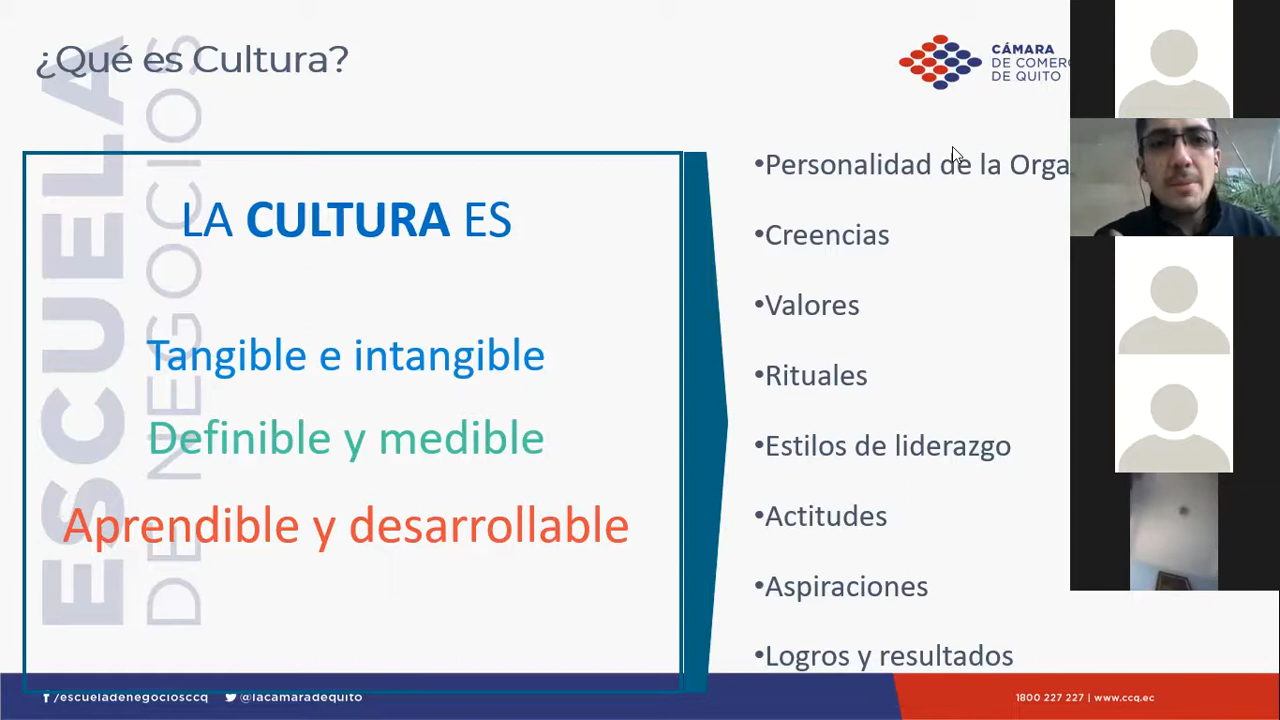 ¿Qué es Cultura?
CÁMARA
DE COMERC
DE QUITO
ESCUELA
DE NEGOCIOS
LA CULTURA ES
Tangible e intangible
Definible y medible
Aprendible y desarrollable
•Personalidad de la Orga
•Creencias
•Valores
•Rituales
•Estilos de liderazgo
•Actitudes
•Aspiraciones
•Logros y resultados
/escueladenegociosccq
@lacamaradequito
1800 227 227 | www.ccq.ec